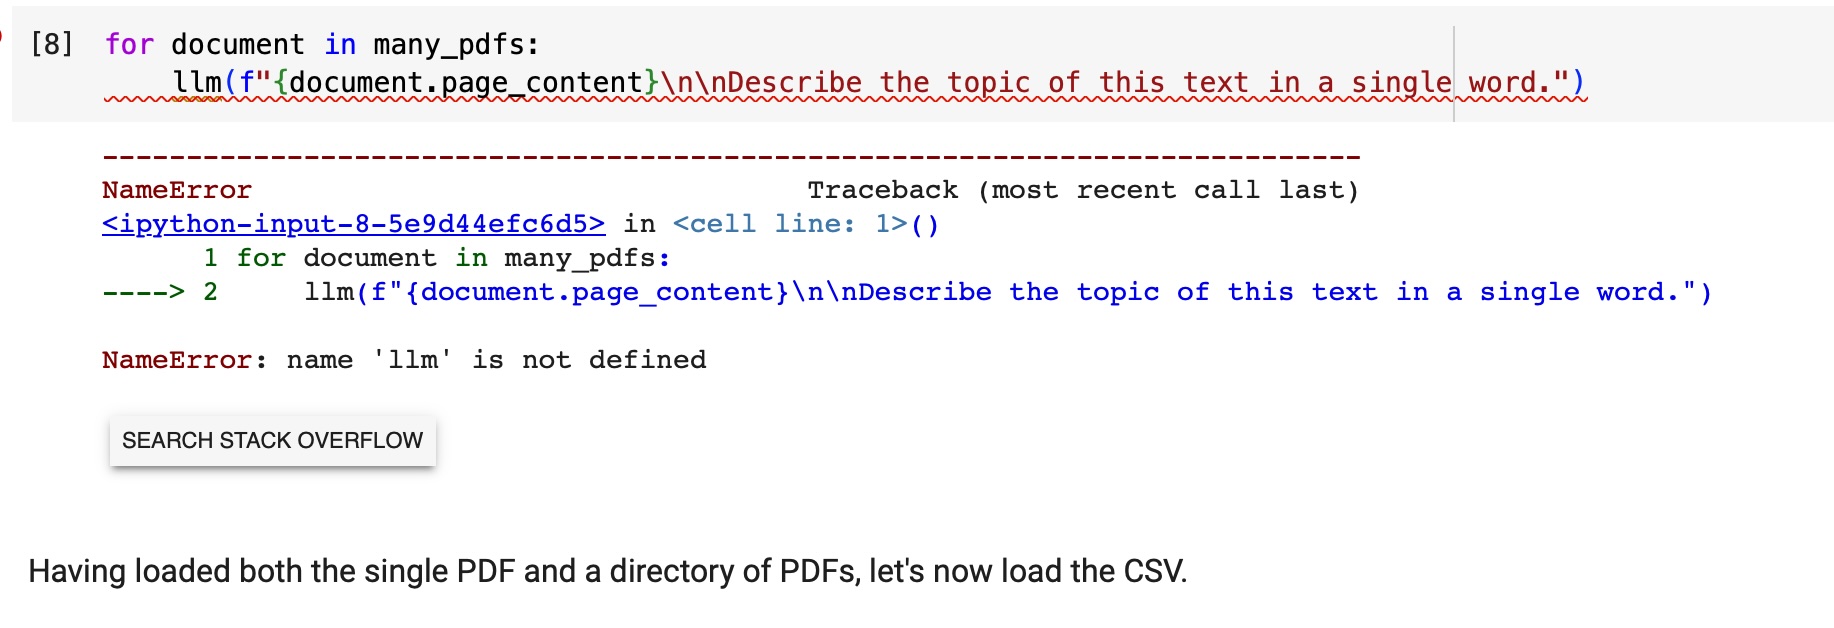 [8] for document in many_pdfs:
    llm(f"{document.page_content}\n\nDescribe the topic of this text in a single word.")
---------------------------------------------------------------------------
NameError                                 Traceback (most recent call last)
<ipython-input-8-5e9d44efc6d5> in <cell line: 1>()
      1 for document in many_pdfs:
----> 2     llm(f"{document.page_content}\n\nDescribe the topic of this text in a single word.")
NameError: name 'llm' is not defined
SEARCH STACK OVERFLOW
Having loaded both the single PDF and a directory of PDFs, let's now load the CSV.